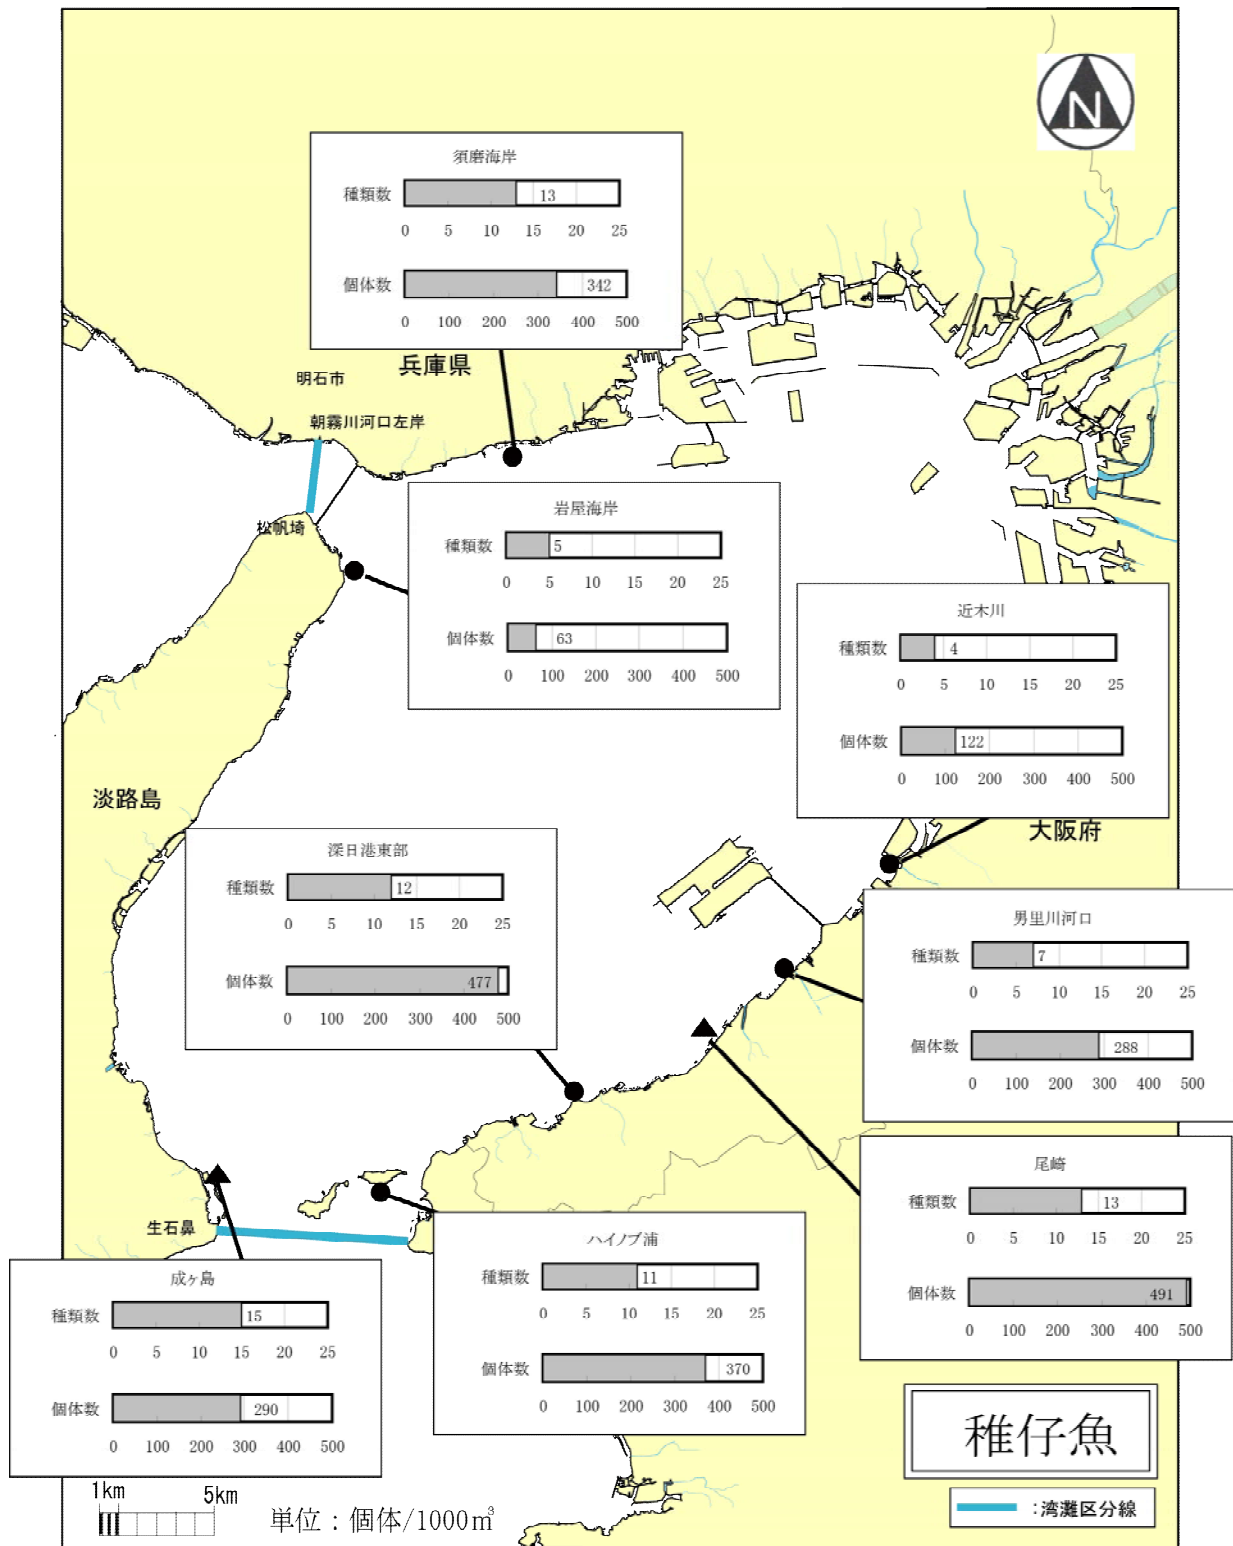 N
須磨海岸
種類数
13
0 5 10 15 20 25
個体数
342
0 100 200 300 400 500
兵庫県
明石市
朝霧川河口左岸
松帆埼
岩屋海岸
種類数
5
0 5 10 15 20 25
個体数
63
0 100 200 300 400 500
近木川
種類数
4
0 5 10 15 20 25
個体数
122
0 100 200 300 400 500
大阪府
淡路島
深日港東部
種類数
12
0 5 10 15 20 25
個体数
477
0 100 200 300 400 500
男里川河口
種類数
7
0 5 10 15 20 25
個体数
288
0 100 200 300 400 500
尾崎
種類数
13
0 5 10 15 20 25
個体数
491
0 100 200 300 400 500
生石鼻
成ヶ島
種類数
15
0 5 10 15 20 25
個体数
290
0 100 200 300 400 500
ハイノブ浦
種類数
11
0 5 10 15 20 25
個体数
370
0 100 200 300 400 500
稚仔魚
:湾灘区分線
1km 5km
単位：個体/1000㎥